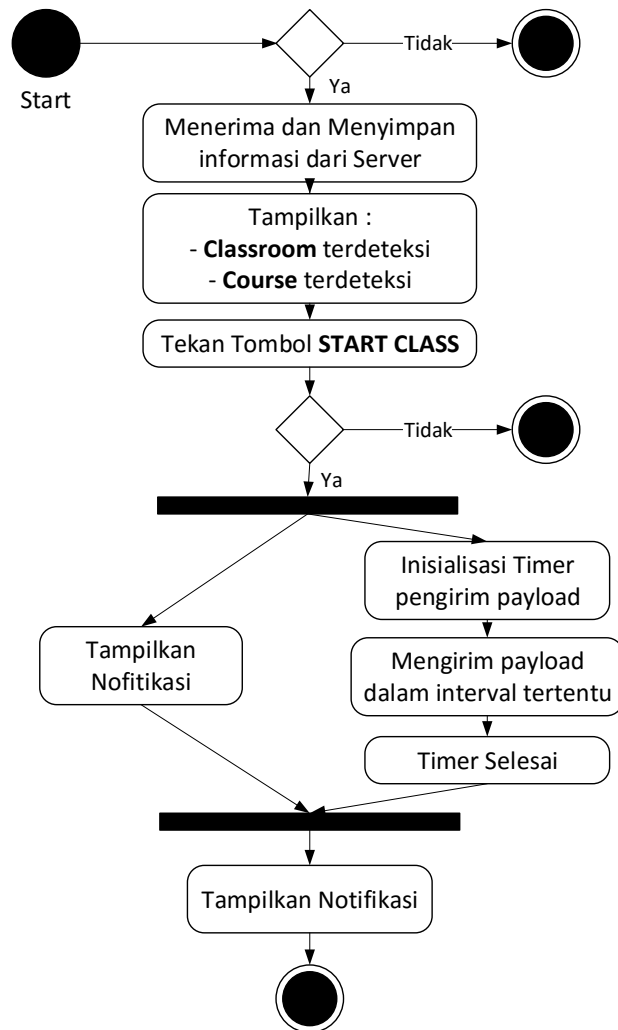 Tidak
Start
Ya
Menerima dan Menyimpan
informasi dari Server
Tampilkan :
- Classroom terdeteksi
- Course terdeteksi
Tekan Tombol START CLASS
Tidak
Ya
Inisialisasi Timer
pengirim payload
Tampilkan
Nofitikasi
Mengirim payload
dalam interval tertentu
Timer Selesai
Tampilkan Notifikasi